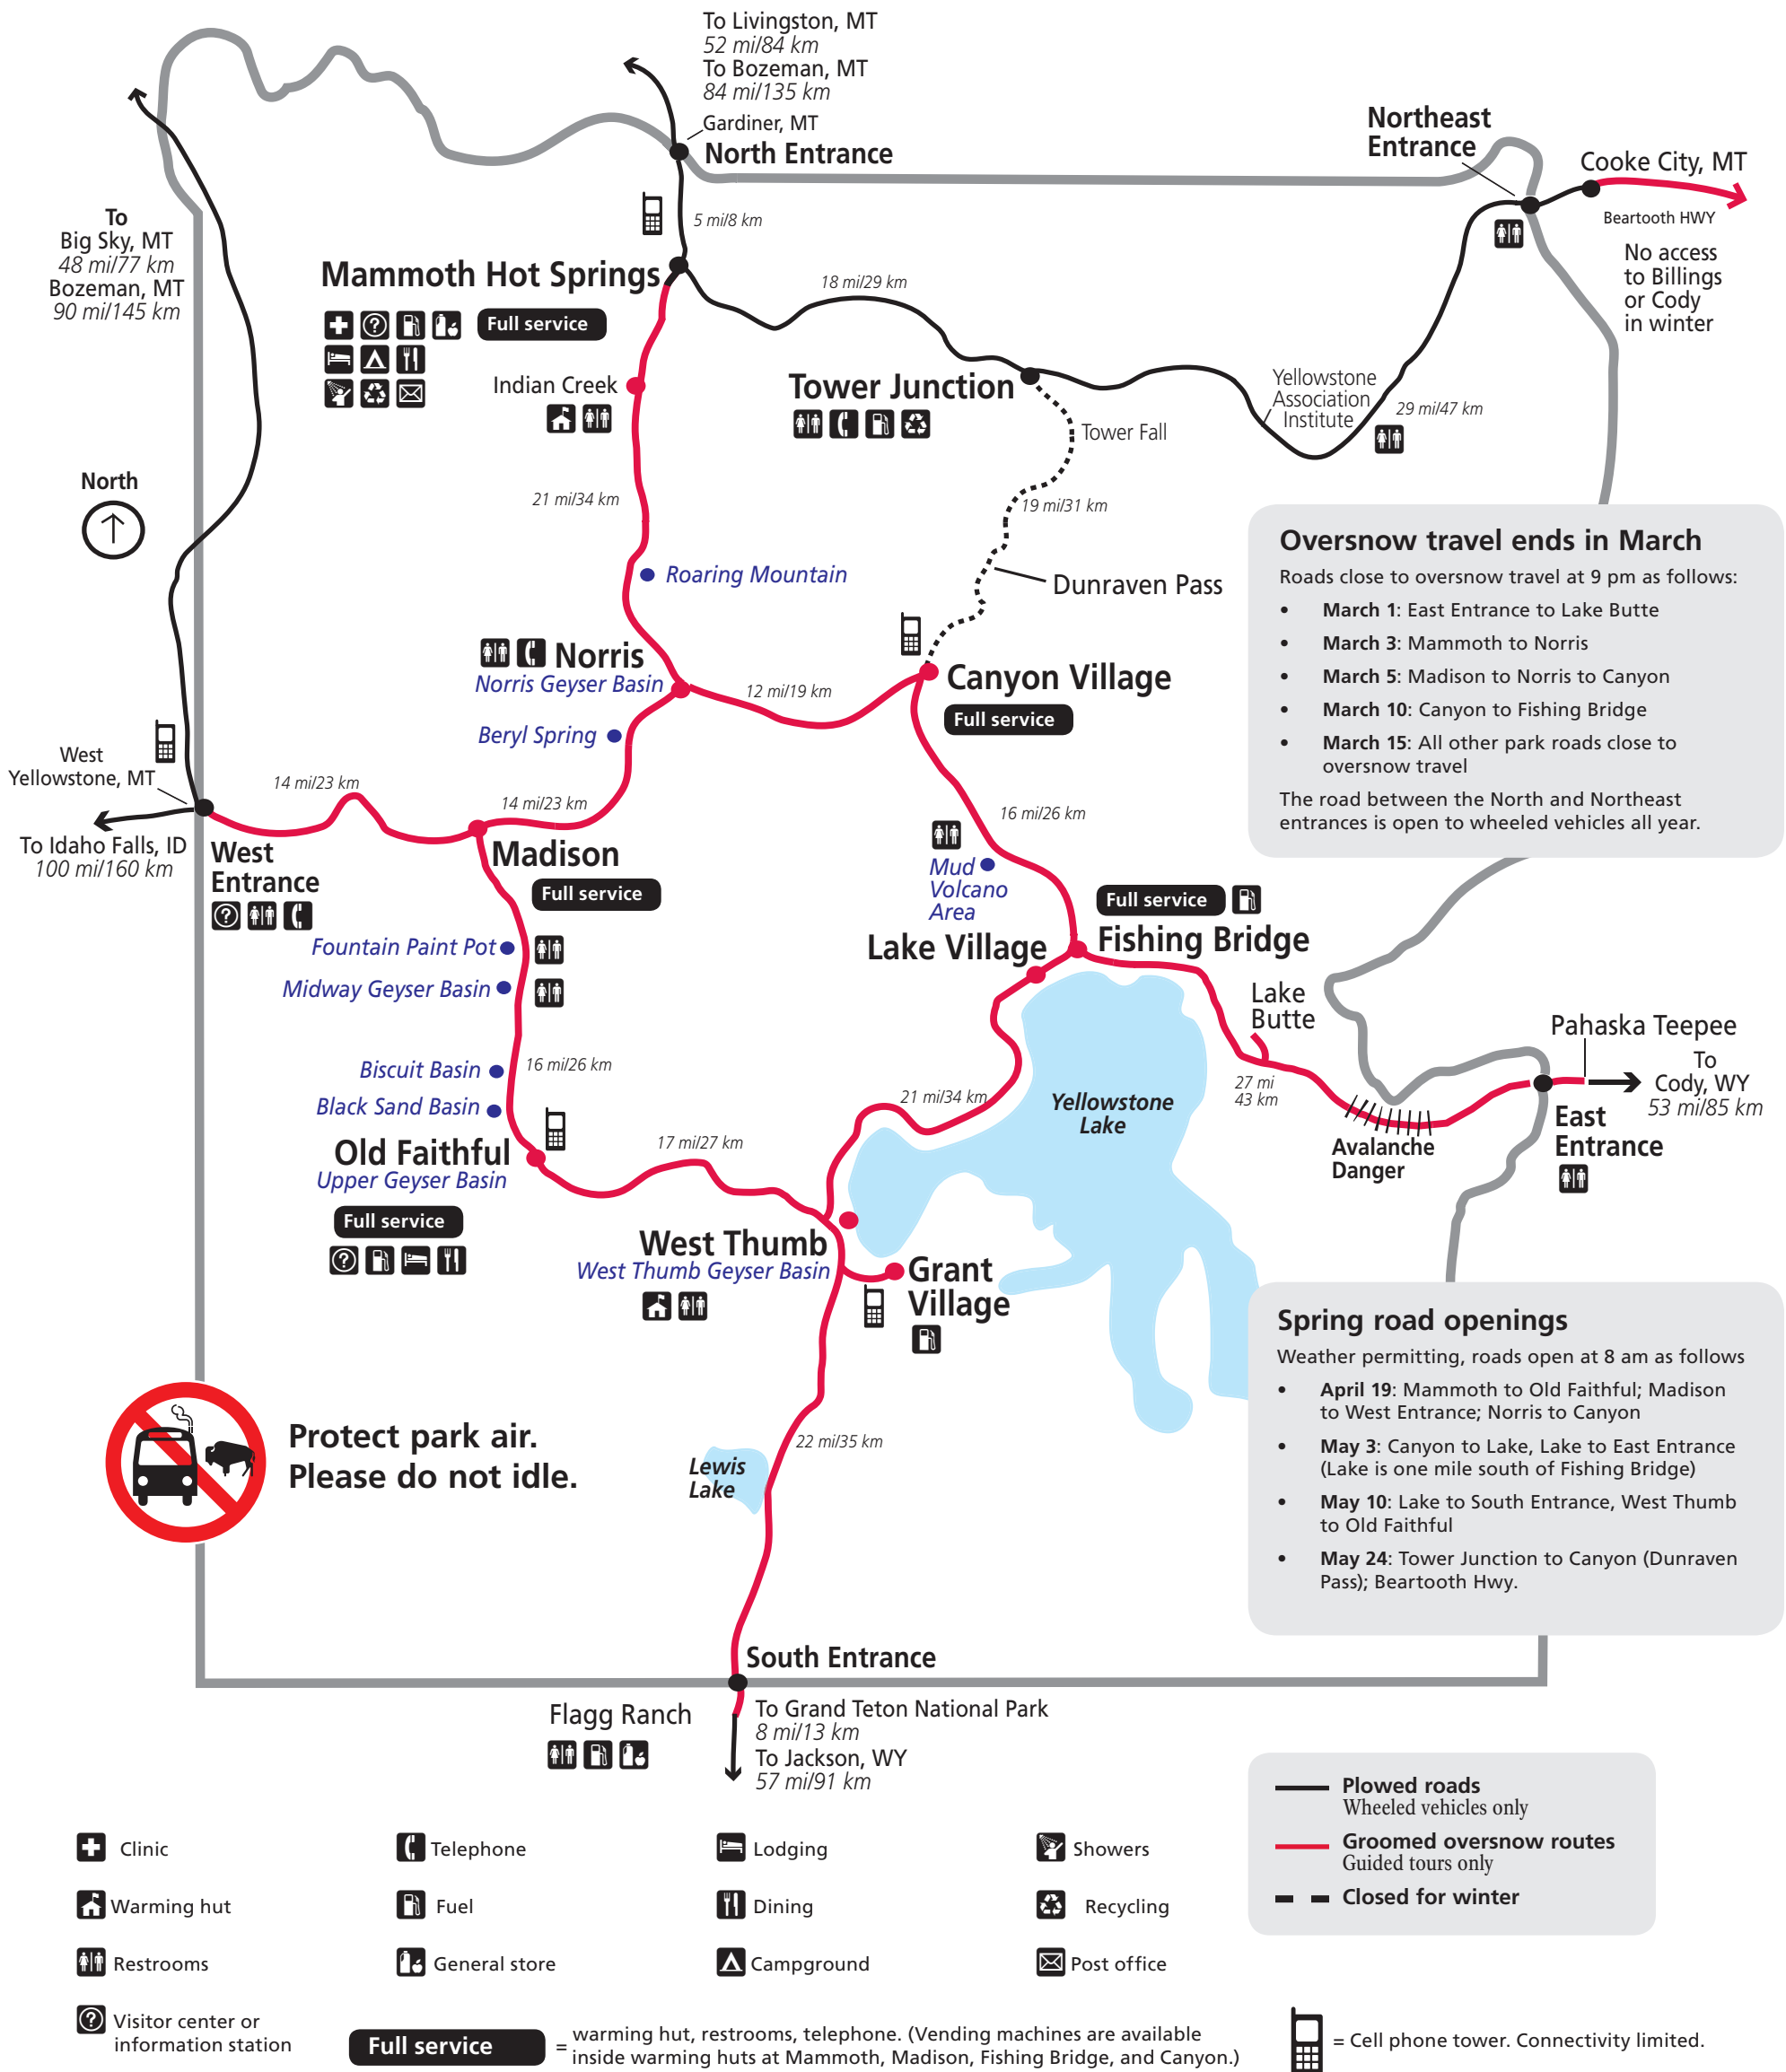 To Livingston, MT
52 mi/84 km
To Bozeman, MT
84 mi/135 km
Gardiner, MT
North Entrance
Northeast
Entrance
Cooke City, MT
Beartooth HWY
No access
to Billings
or Cody
in winter
To
Big Sky, MT
48 mi/77 km
Bozeman, MT
90 mi/145 km
5 mi/8 km
Mammoth Hot Springs
Full service
18 mi/29 km
Indian Creek
Tower Junction
Yellowstone
Association
Institute
29 mi/47 km
Tower Fall
North
21 mi/34 km
19 mi/31 km
Dunraven Pass
Roaring Mountain
Norris
Norris Geyser Basin
12 mi/19 km
Canyon Village
Full service
Beryl Spring
West
Yellowstone, MT
14 mi/23 km
14 mi/23 km
To Idaho Falls, ID
100 mi/160 km
West
Entrance
Madison
Full service
16 mi/26 km
Mud
Volcano
Area
Full service
Fishing Bridge
Lake Village
Fountain Paint Pot
Midway Geyser Basin
Biscuit Basin
16 mi/26 km
Black Sand Basin
Old Faithful
Upper Geyser Basin
Full service
17 mi/27 km
21 mi/34 km
Yellowstone
Lake
Lake
Butte
27 mi
43 km
Avalanche
Danger
Pahaska Teepee
To
Cody, WY
53 mi/85 km
East
Entrance
West Thumb
West Thumb Geyser Basin
Grant
Village
Oversnow travel ends in March
Roads close to oversnow travel at 9 pm as follows:
• March 1: East Entrance to Lake Butte
• March 3: Mammoth to Norris
• March 5: Madison to Norris to Canyon
• March 10: Canyon to Fishing Bridge
• March 15: All other park roads close to
oversnow travel
The road between the North and Northeast
entrances is open to wheeled vehicles all year.
Spring road openings
Weather permitting, roads open at 8 am as follows
• April 19: Mammoth to Old Faithful; Madison
to West Entrance; Norris to Canyon
• May 3: Canyon to Lake, Lake to East Entrance
(Lake is one mile south of Fishing Bridge)
• May 10: Lake to South Entrance, West Thumb
to Old Faithful
• May 24: Tower Junction to Canyon (Dunraven
Pass); Beartooth Hwy.
Protect park air.
Please do not idle.
Lewis
Lake
22 mi/35 km
South Entrance
Flagg Ranch
To Grand Teton National Park
8 mi/13 km
To Jackson, WY
57 mi/91 km
Plowed roads
Wheeled vehicles only
Groomed oversnow routes
Guided tours only
Closed for winter
Clinic
Telephone
Lodging
Showers
Warming hut
Fuel
Dining
Recycling
Restrooms
General store
Campground
Post office
Visitor center or
information station
Full service
= warming hut, restrooms, telephone. (Vending machines are available
inside warming huts at Mammoth, Madison, Fishing Bridge, and Canyon.)
= Cell phone tower. Connectivity limited.